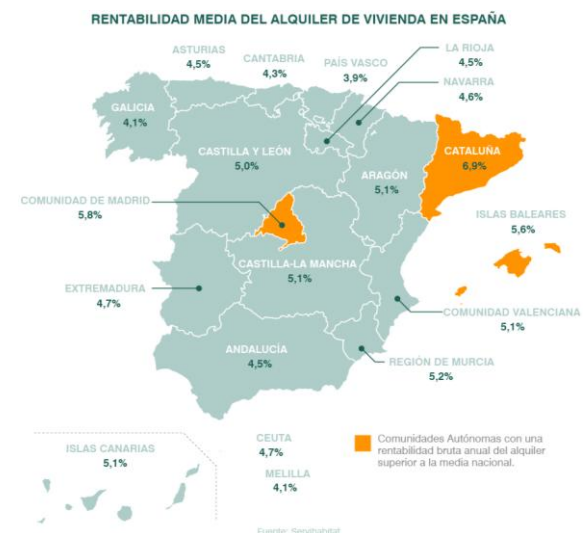 RENTABILIDAD MEDIA DEL ALQUILER DE VIVIENDA EN ESPAÑA
ASTURIAS
4,5%
CANTABRIA
4,3%
PAÍS VASCO
3,9%
LA RIOJA
4,5%
NAVARRA
4,6%
GALICIA
4,1%
CASTILLA Y LEÓN
5,0%
ARAGÓN
5,1%
CATALUÑA
6,9%
COMUNIDAD DE MADRID
5,8%
ISLAS BALEARES
5,6%
CASTILLA-LA MANCHA
5,1%
EXTREMADURA
4,7%
COMUNIDAD VALENCIANA
5,1%
ANDALUCÍA
4,5%
REGIÓN DE MURCIA
5,2%
ISLAS CANARIAS
5,1%
CEUTA
4,7%
MELILLA
4,1%
Comunidades Autónomas con una
rentabilidad bruta anual del alquiler
superior a la media nacional.
Fuente: Servihabitat